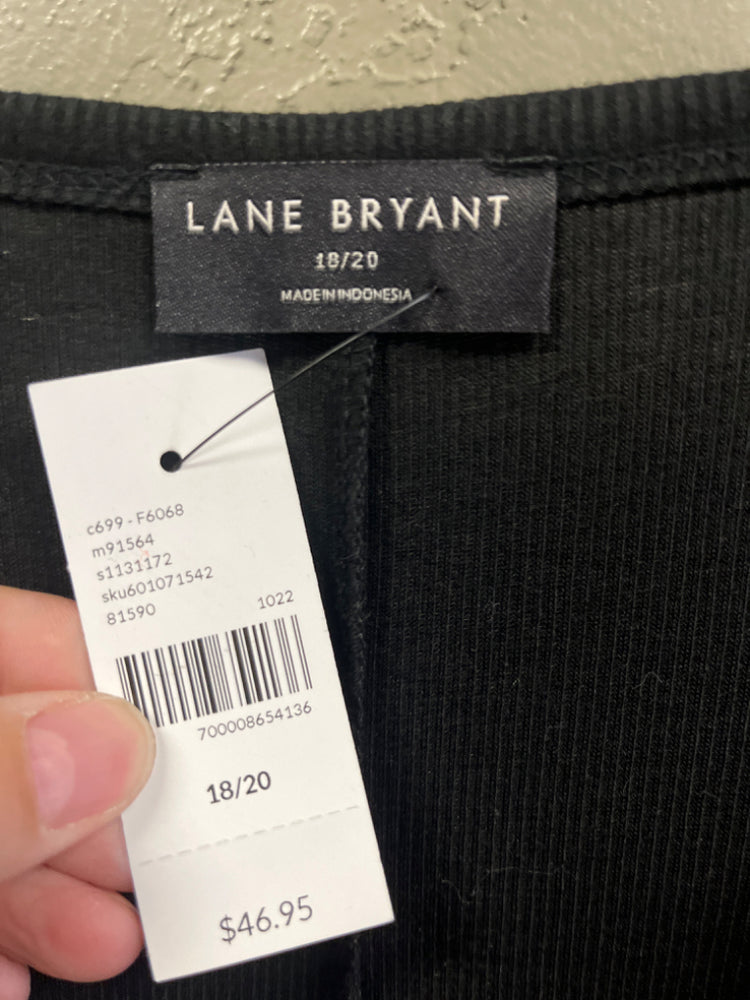 LANE BRYANT
18/20
MADE IN INDONESIA
c699 - F6068
m91564
s1131172
sku601071542
81590 1022
700008654136
18/20
$46.95